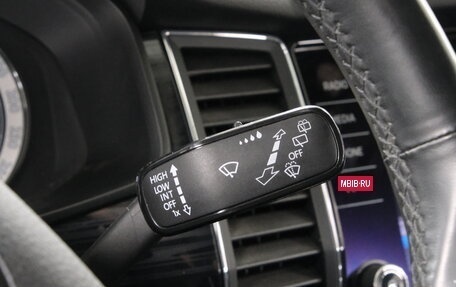 HIGH
LOW
INT
OFF
1x
OFF
RADIO
MEDIA
MBIB.RU